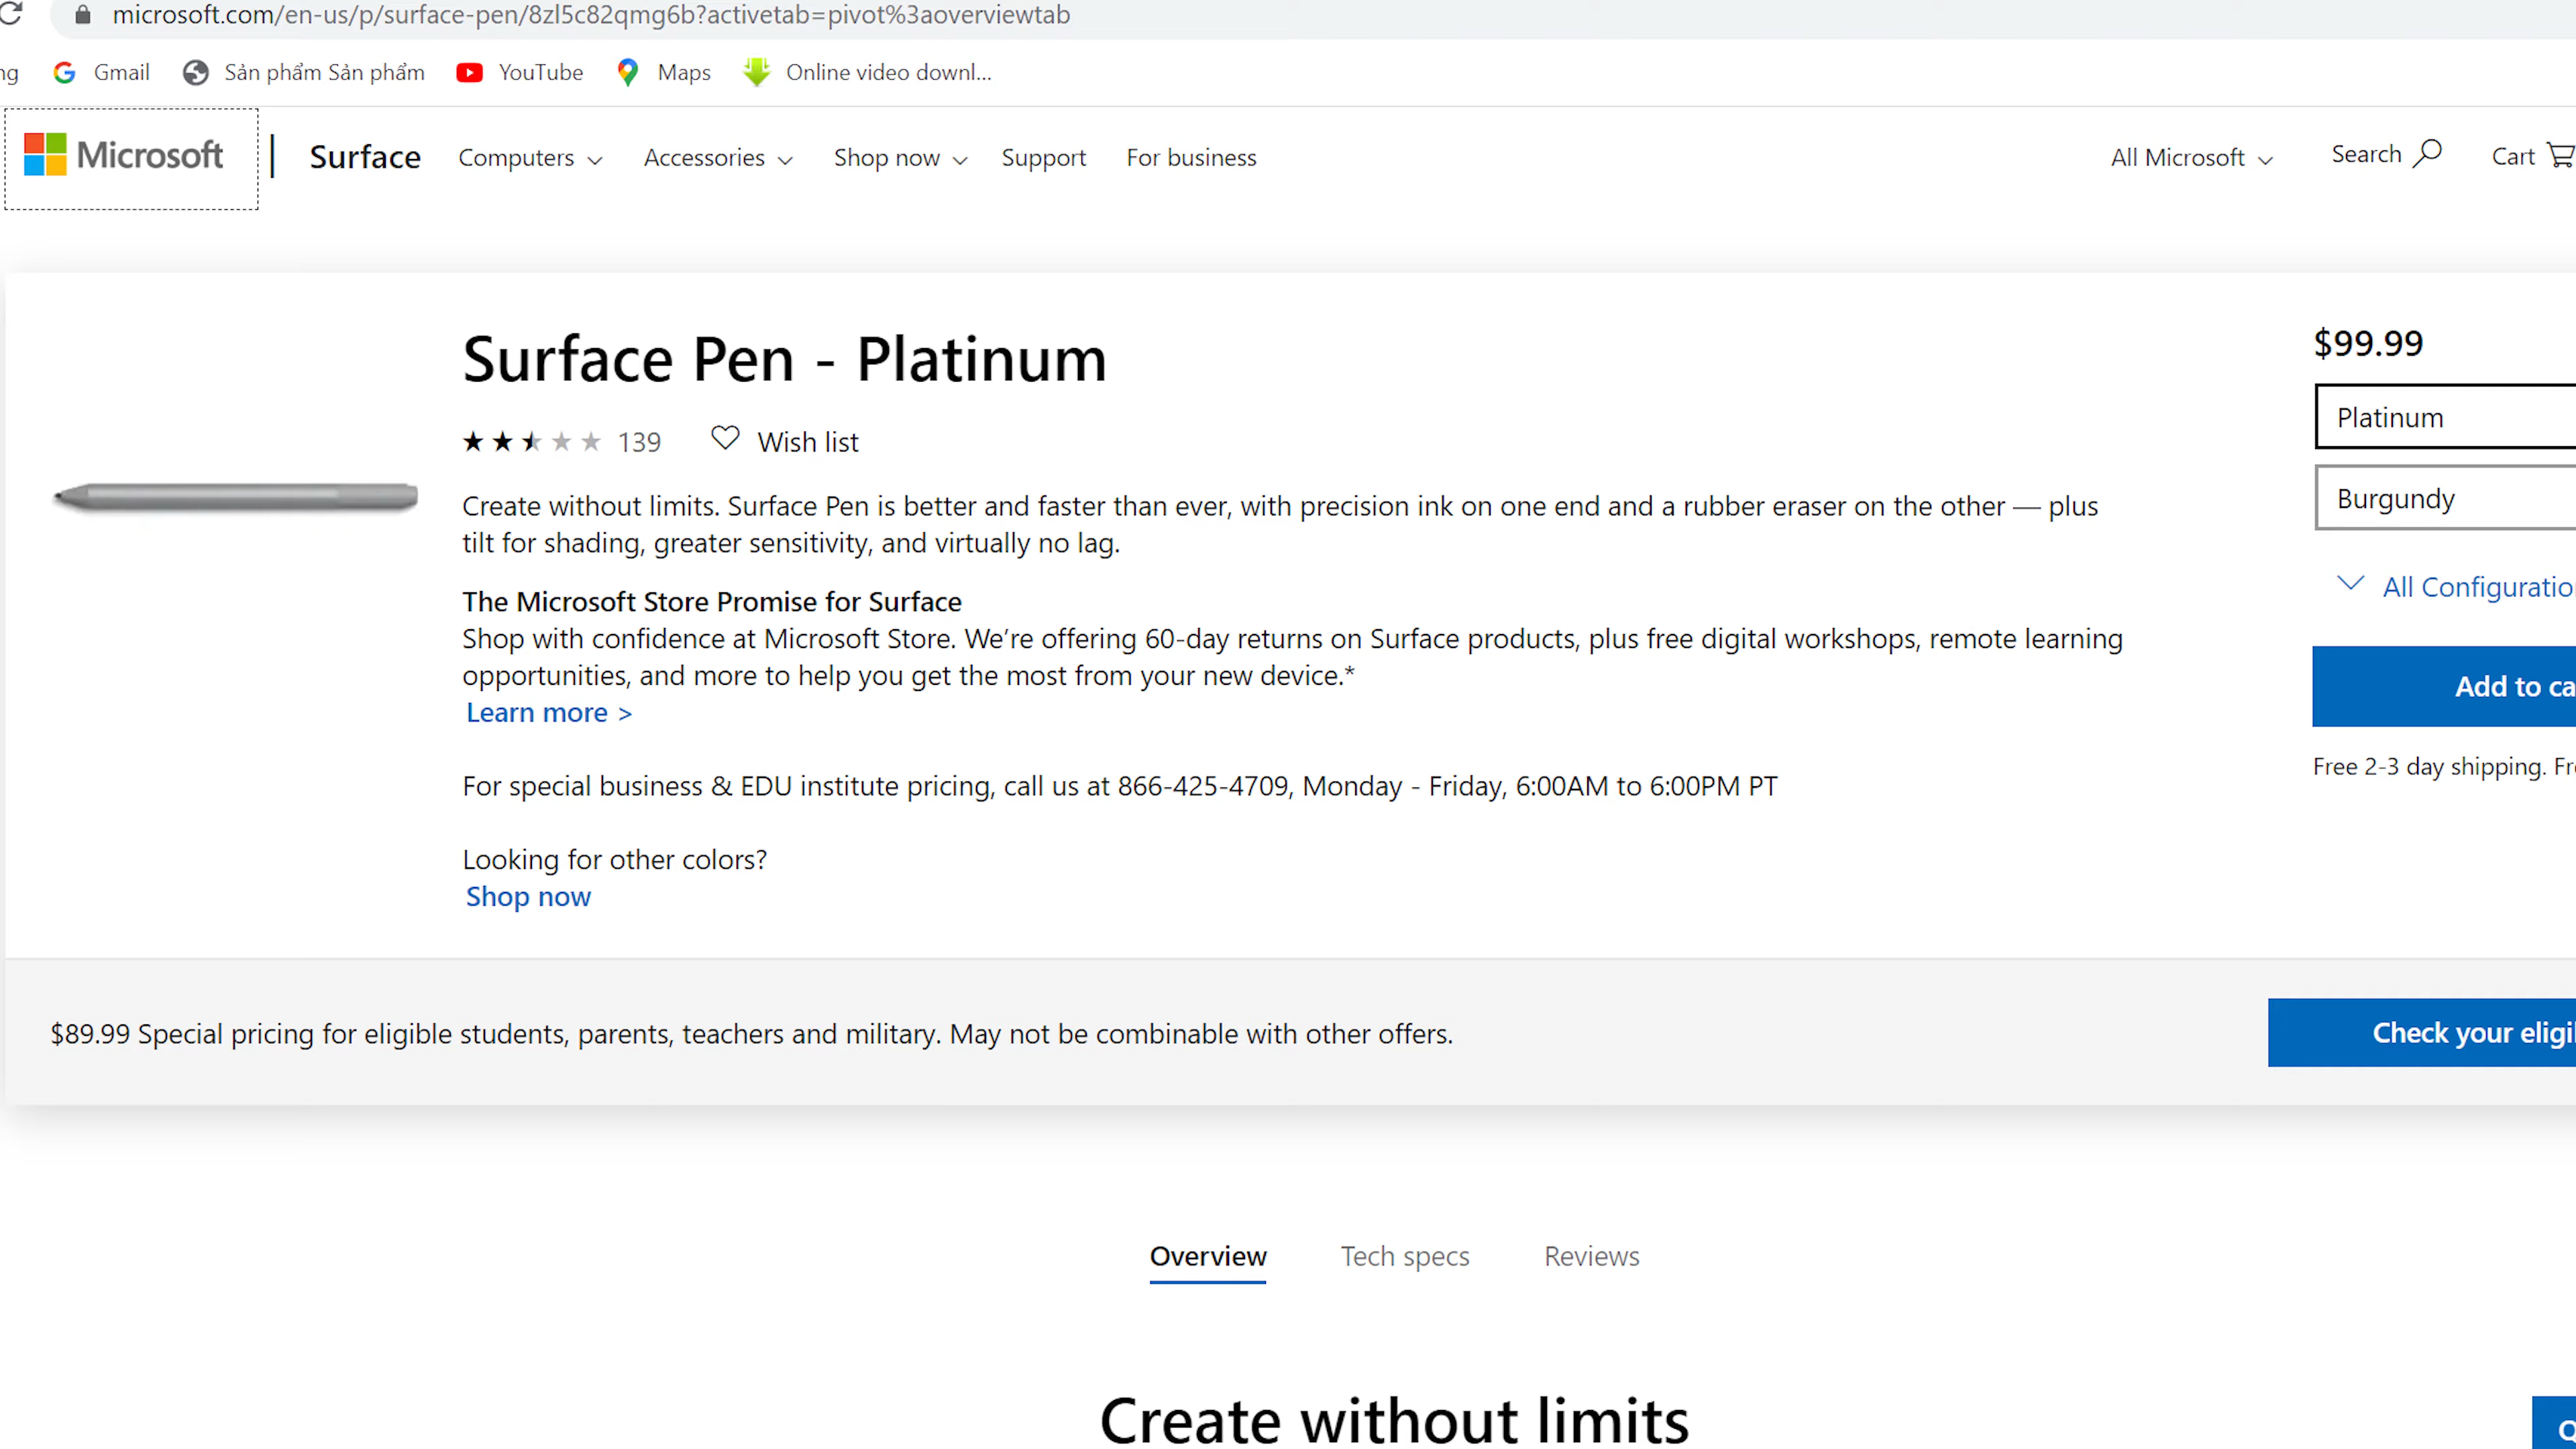 microsoft.com/en-us/p/surface-pen/8zl5c82qmg6b?activetab=pivot%3aoverviewtab
Gmail Sản phẩm Sản phẩm YouTube Maps Online video downl...
Microsoft Surface Computers Accessories Shop now Support For business All Microsoft Search Cart
Surface Pen - Platinum
139 Wish list
Create without limits. Surface Pen is better and faster than ever, with precision ink on one end and a rubber eraser on the other — plus
tilt for shading, greater sensitivity, and virtually no lag.
The Microsoft Store Promise for Surface
Shop with confidence at Microsoft Store. We’re offering 60-day returns on Surface products, plus free digital workshops, remote learning
opportunities, and more to help you get the most from your new device.*
Learn more >
For special business & EDU institute pricing, call us at 866-425-4709, Monday - Friday, 6:00AM to 6:00PM PT
Looking for other colors?
Shop now
$99.99
Platinum
Burgundy
All
Add to
Free 2-3 day shipping.
$89.99 Special pricing for eligible students, parents, teachers and military. May not be combinable with other offers.
Check your
Overview Tech specs Reviews
Create without limits